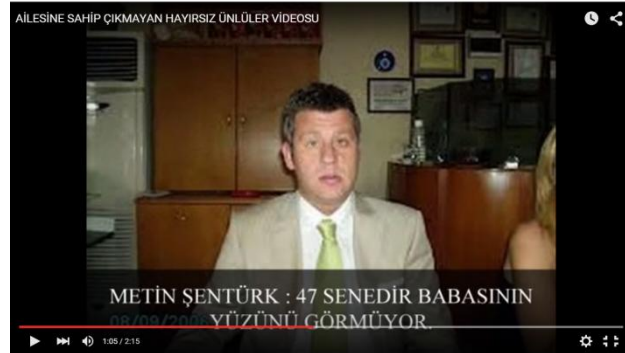 AİLESİNE SAHİP ÇIKMAYAN HAYIRSIZ ÜNLÜLER VİDEOSU
METİN ŞENTÜRK : 47 SENEDİR BABASININ
08/09/2006
YÜZÜNÜ GÖRMÜYOR.
1:05 / 2:15